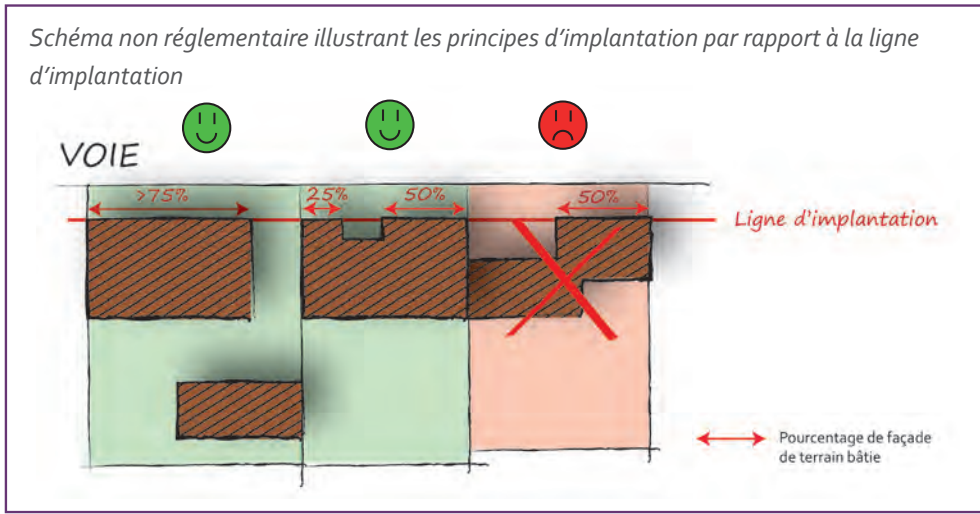 Schéma non réglementaire illustrant les principes d'implantation par rapport à la ligne
d'implantation
VOIE
>75%
25%
50%
50%
Ligne d'implantation
Pourcentage de façade
de terrain bâtie